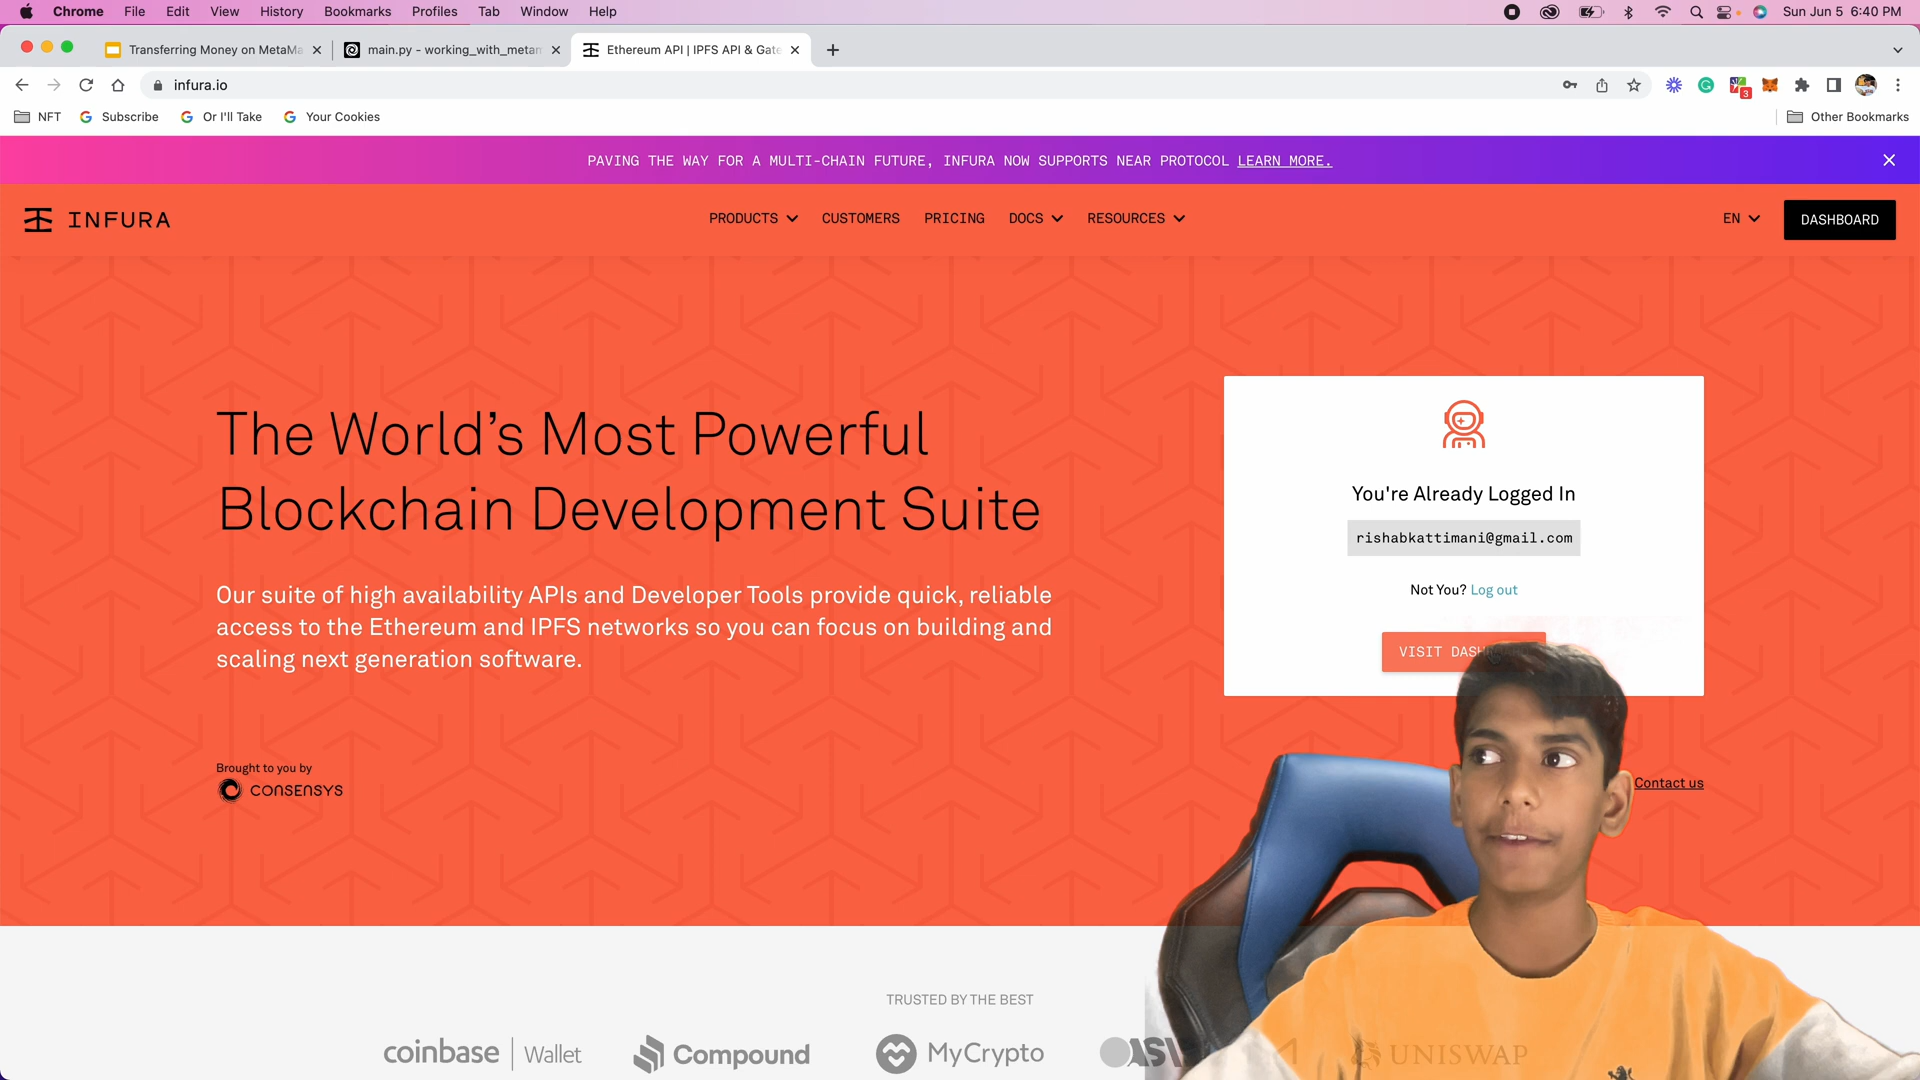 Chrome File Edit View History Bookmarks Profiles Tab Window Help
Sun Jun 5 6:40 PM
Transferring Money on MetaMa
main.py - working_with_metam
Ethereum API | IPFS API & Gate
infura.io
3
NFT Subscribe Or I'll Take Your Cookies Other Bookmarks
PAVING THE WAY FOR A MULTI-CHAIN FUTURE, INFURA NOW SUPPORTS NEAR PROTOCOL LEARN MORE.
INFURA PRODUCTS CUSTOMERS PRICING DOCS RESOURCES EN DASHBOARD
The World’s Most Powerful
Blockchain Development Suite
Our suite of high availability APIs and Developer Tools provide quick, reliable
access to the Ethereum and IPFS networks so you can focus on building and
scaling next generation software.
Brought to you by
CONSENSYS
You're Already Logged In
rishabkattimani@gmail.com
Not You? Log out
VISIT
Contact us
TRUSTED BY THE BEST
coinbase | Wallet
Compound
MyCrypto
UNISWAP